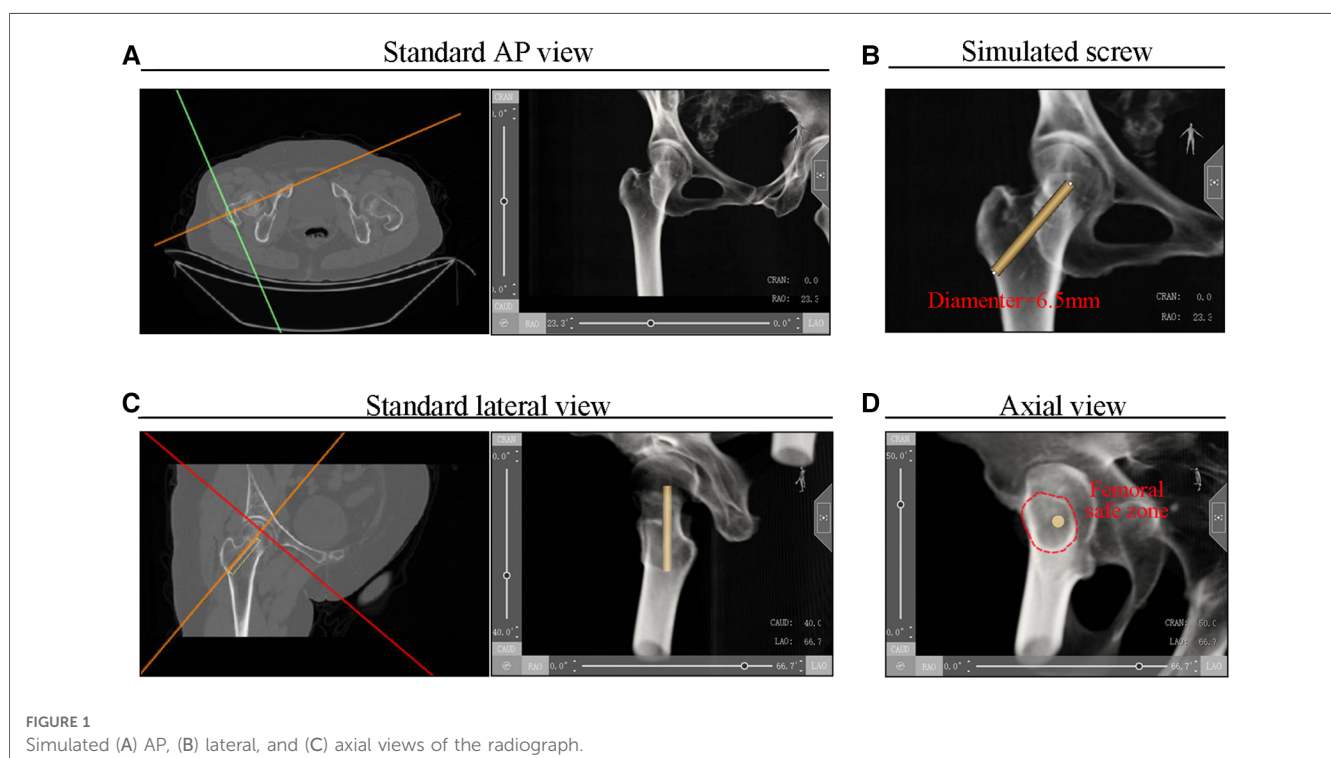 A
Standard AP view
B
Simulated screw
CRAN
0.0°
0.0°
CAUD
CRAN: 0.0
RAO: 23.3
RAO 23.3° 0.0° LAO
Diamenter=6.5mm
CRAN: 0.0
RAO: 23.3
C
Standard lateral view
D
Axial view
CRAN
0.0°
40.0°
CAUD
CAUD: 40.0
LAO: 66.7
RAO 0.0° 66.7° LAO
CRAN
50.0°
0.0°
CAUD
Femoral
safe zone
CRAN: 50.0
LAO: 66.7
RAO 0.0° 66.7° LAO
FIGURE 1
Simulated (A) AP, (B) lateral, and (C) axial views of the radiograph.